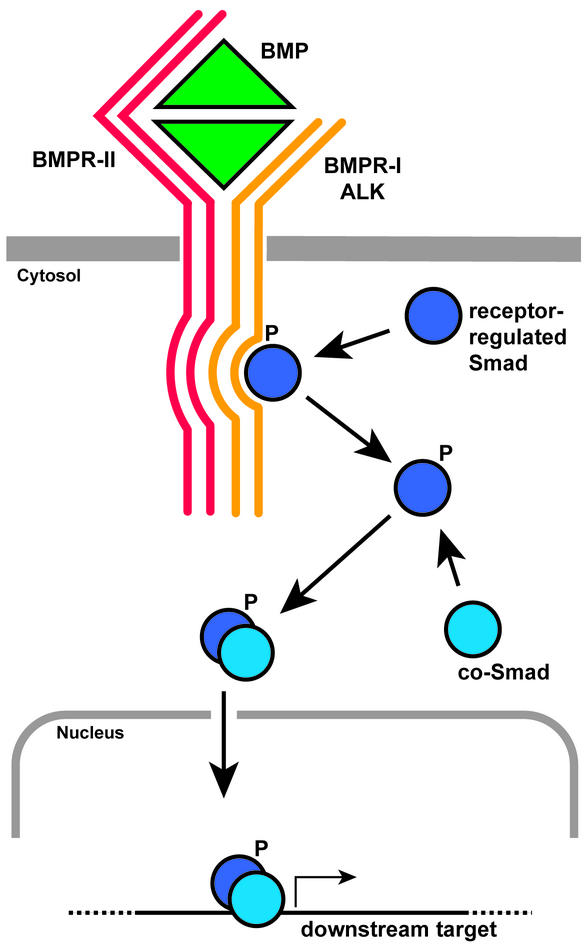 BMP
BMPR-II
BMPR-I
ALK
Cytosol
P
receptor-
regulated
Smad
P
P
co-Smad
Nucleus
P
downstream target